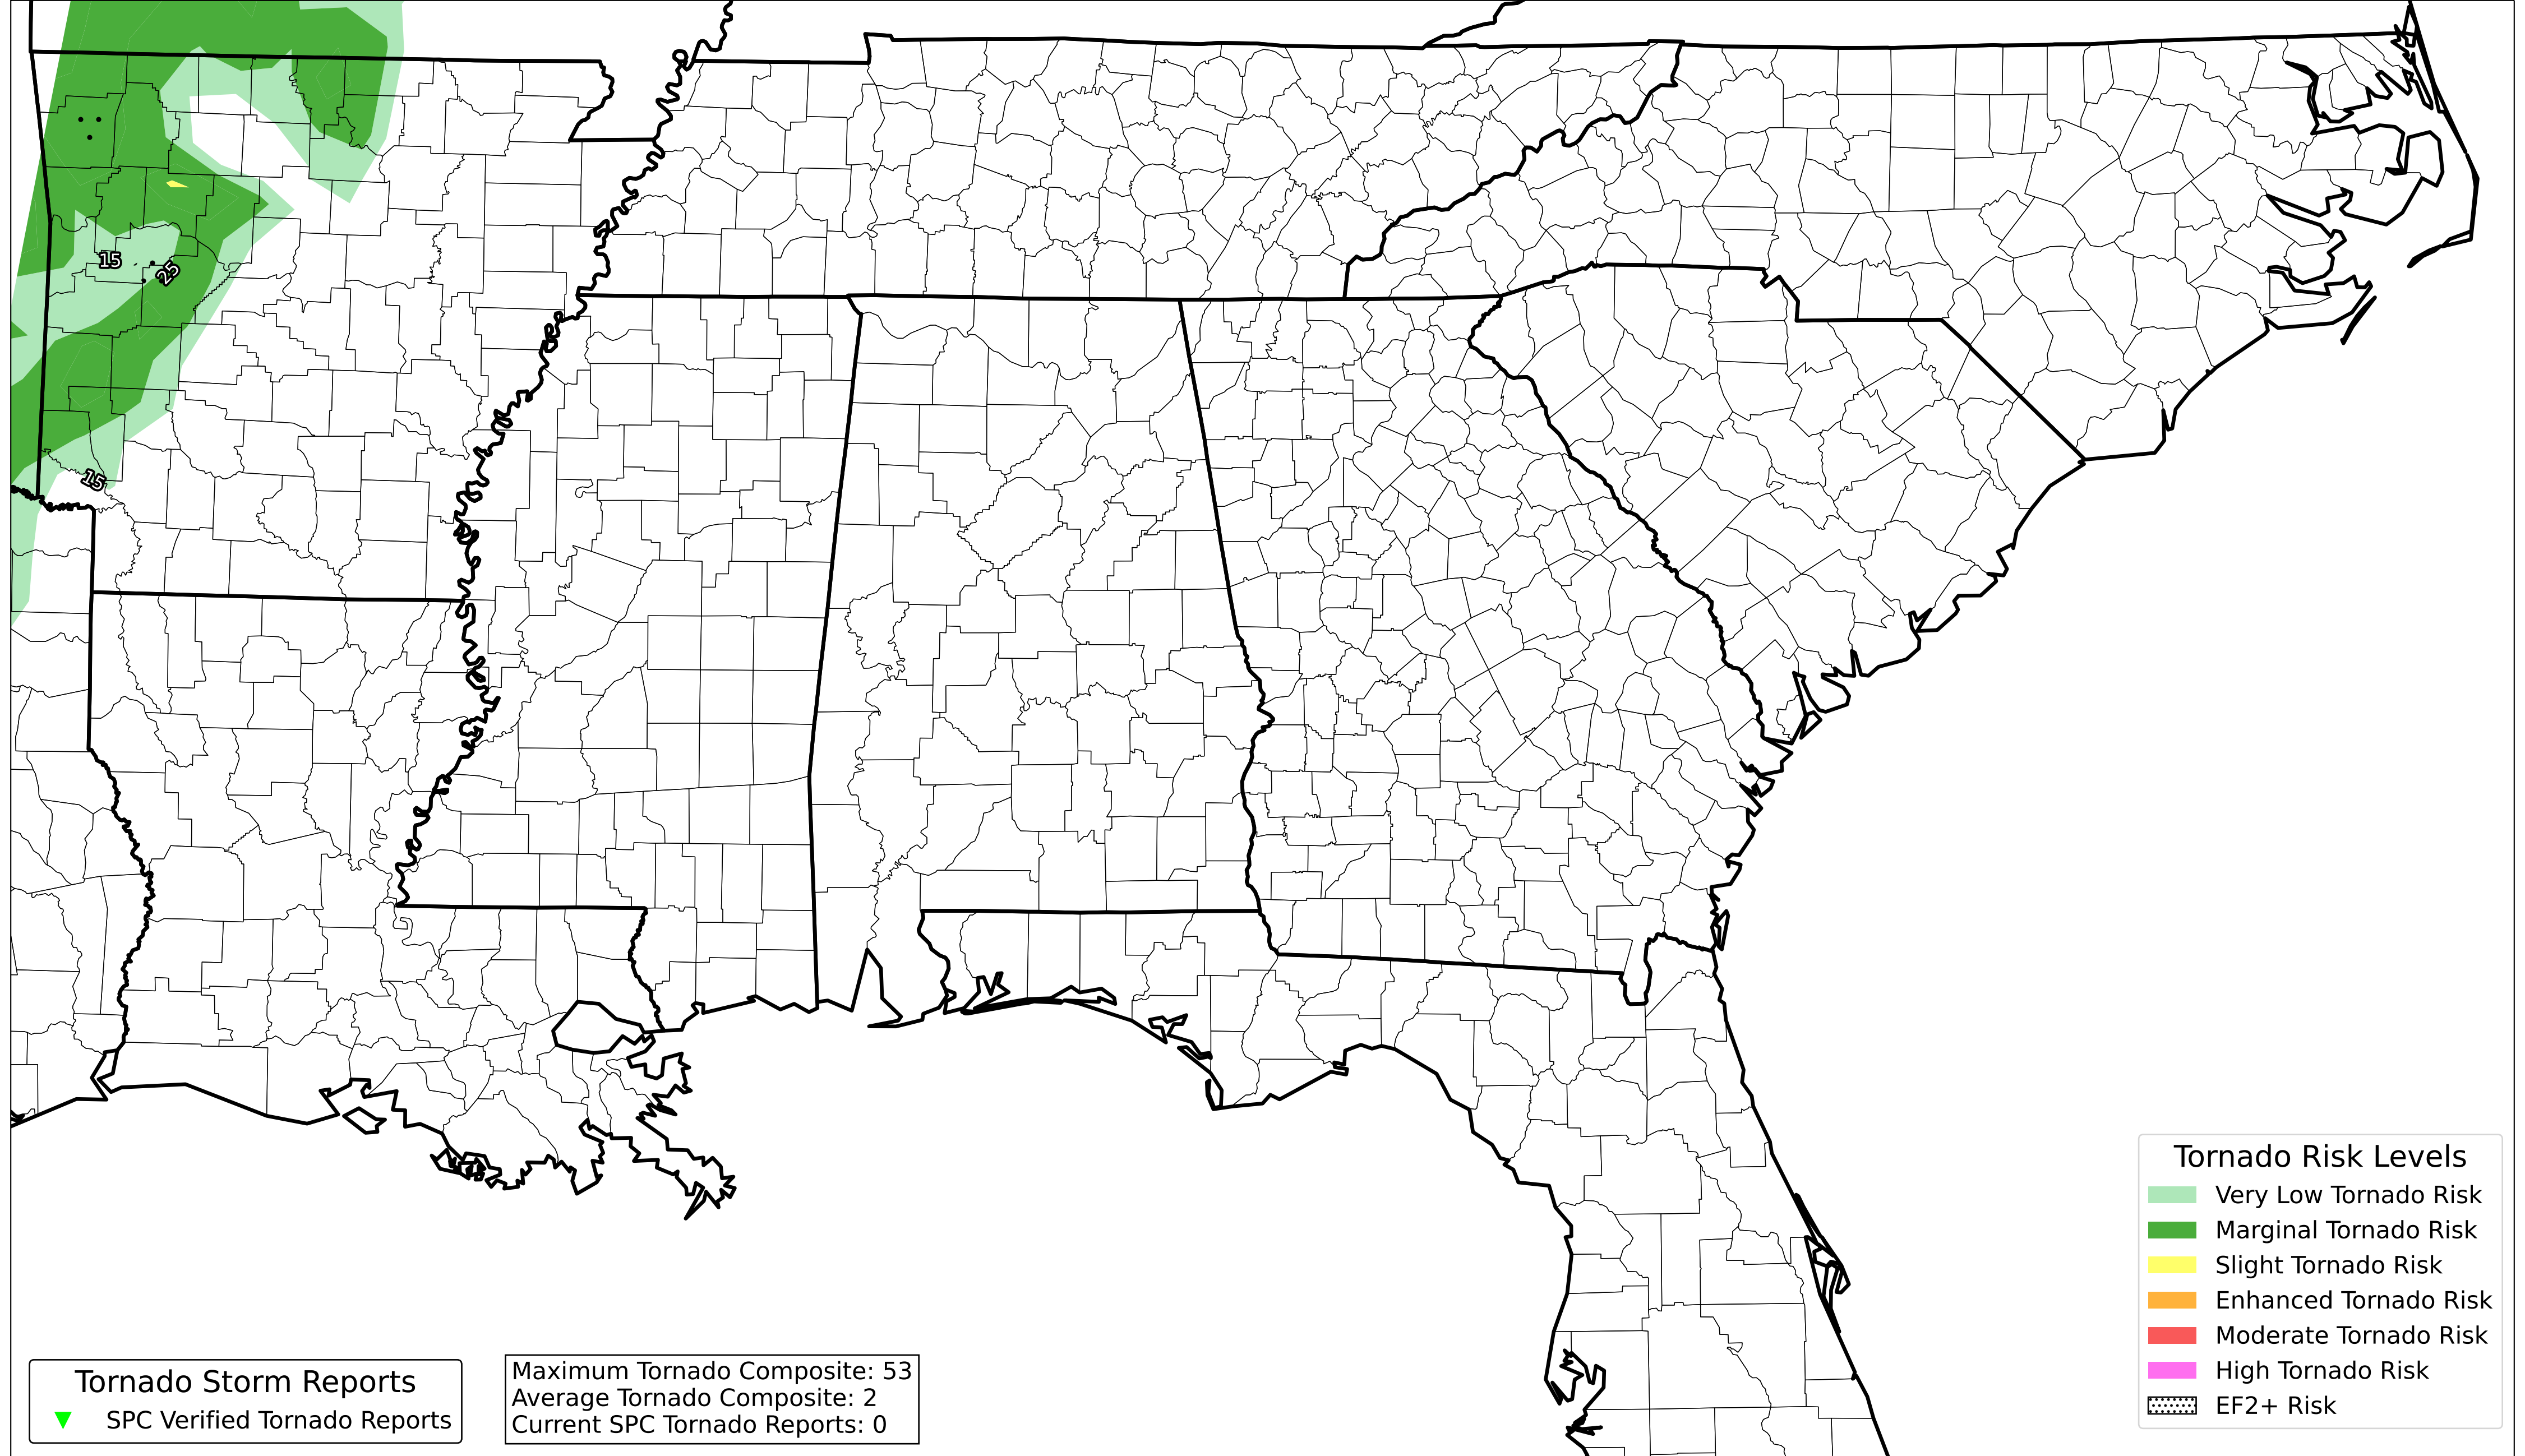 15
25
15
Tornado Risk Levels
Very Low Tornado Risk
Marginal Tornado Risk
Slight Tornado Risk
Enhanced Tornado Risk
Moderate Tornado Risk
High Tornado Risk
EF2+ Risk
Tornado Storm Reports
SPC Verified Tornado Reports
Maximum Tornado Composite: 53
Average Tornado Composite: 2
Current SPC Tornado Reports: 0